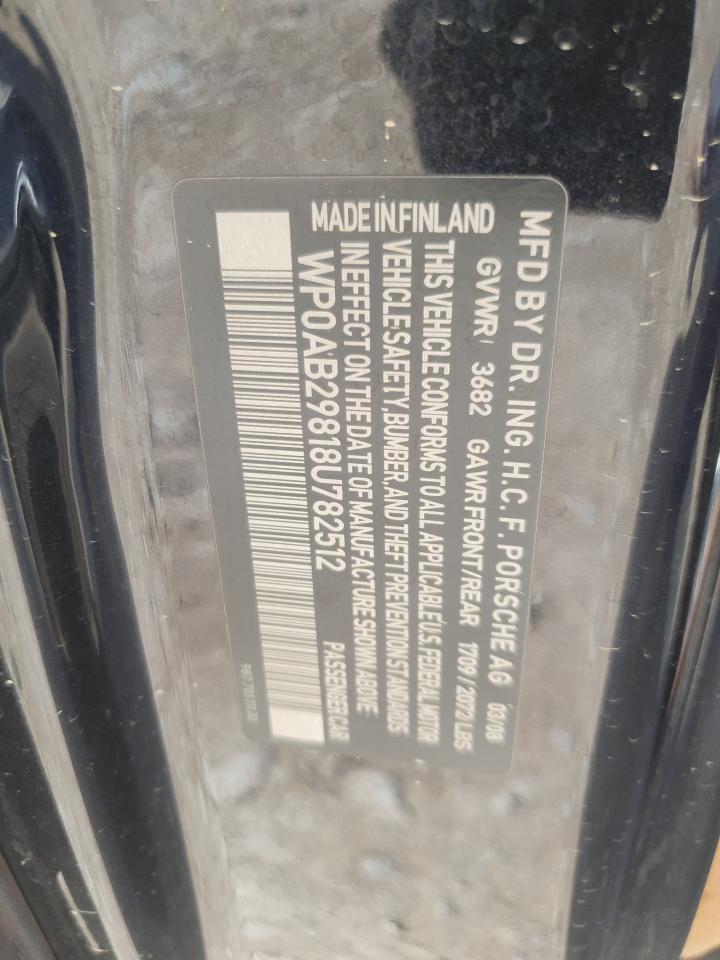 MFD BY DR. ING. H.C. F. PORSCHE AG 03/08
GVWR 3682 GAWR FRONT/REAR 1709 / 2072 LBS
MADE IN FINLAND
THIS VEHICLE CONFORMS TO ALL APPLICABLE U.S. FEDERAL MOTOR
VEHICLE SAFETY, BUMBER, AND THEFT PREVENTION STANDARDS
IN EFFECT ON THE DATE OF MANUFACTURE SHOWN ABOVE
WP0AB29818U782512 PASSENGER CAR